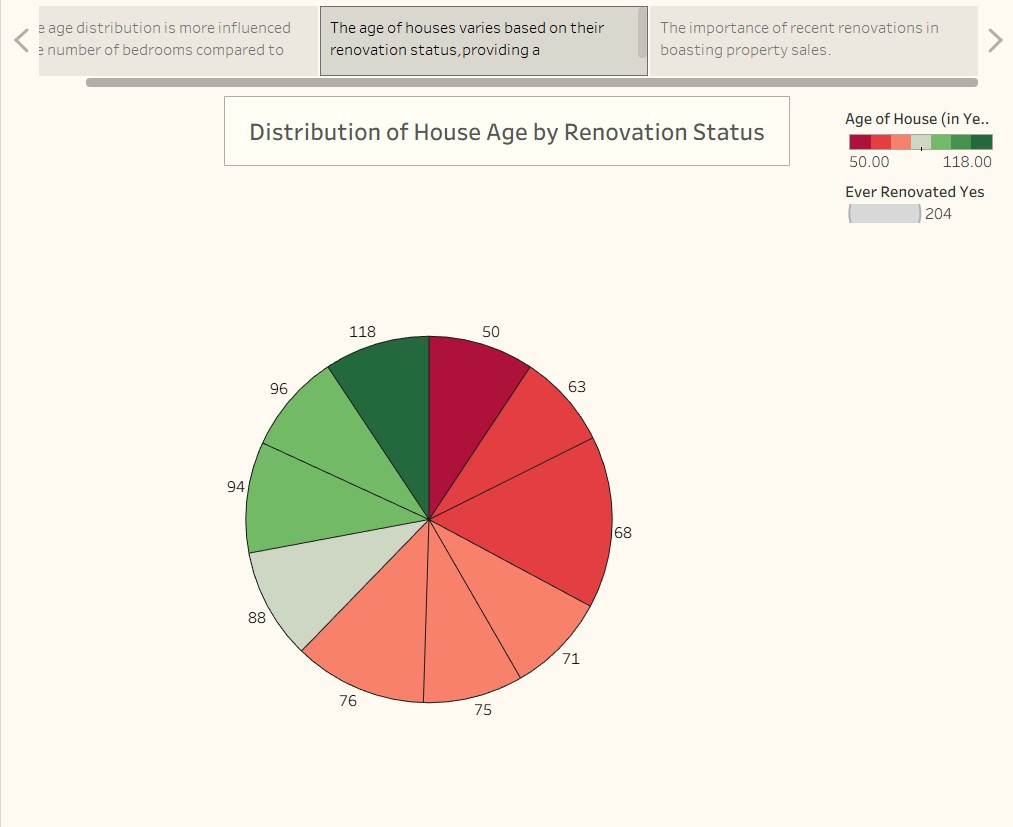 e age distribution is more influenced
e number of bedrooms compared to
The age of houses varies based on their
renovation status,providing a
The importance of recent renovations in
boasting property sales.
Distribution of House Age by Renovation Status
Age of House (in Ye..
50.00 118.00
Ever Renovated Yes
204
118
50
96
63
94
68
88
71
76
75